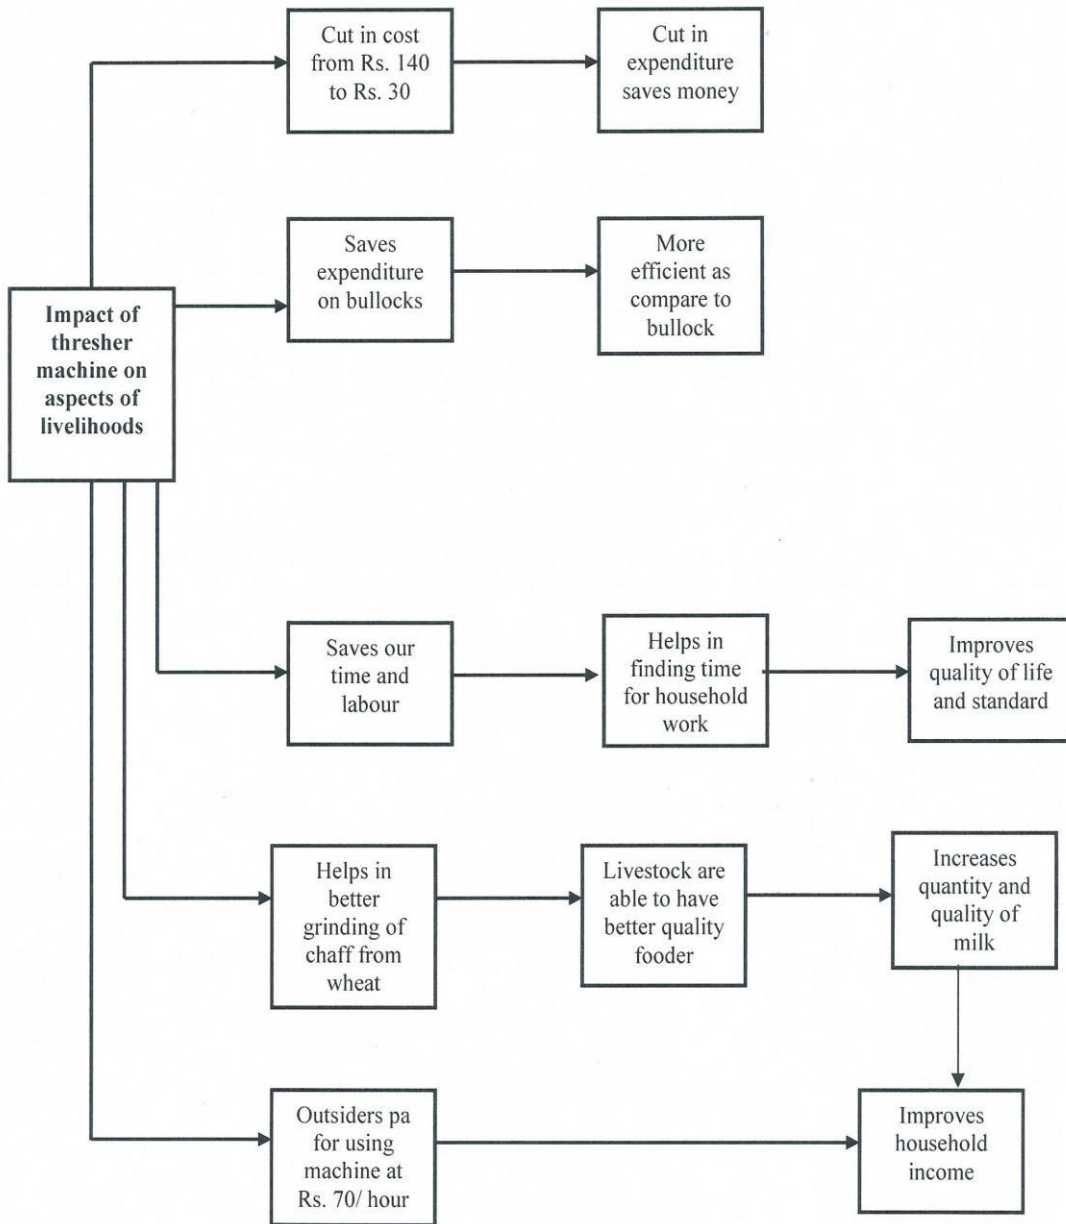 Cut in cost
from Rs. 140
to Rs. 30
Cut in
expenditure
saves money
Saves
expenditure
on bullocks
More
efficient as
compare to
bullock
Impact of
thresher
machine on
aspects of
livelihoods
Saves our
time and
labour
Helps in
finding time
for household
work
Improves
quality of life
and standard
Helps in
better
grinding of
chaff from
wheat
Livestock are
able to have
better quality
fooder
Increases
quantity and
quality of
milk
Outsiders pa
for using
machine at
Rs. 70/ hour
Improves
household
income